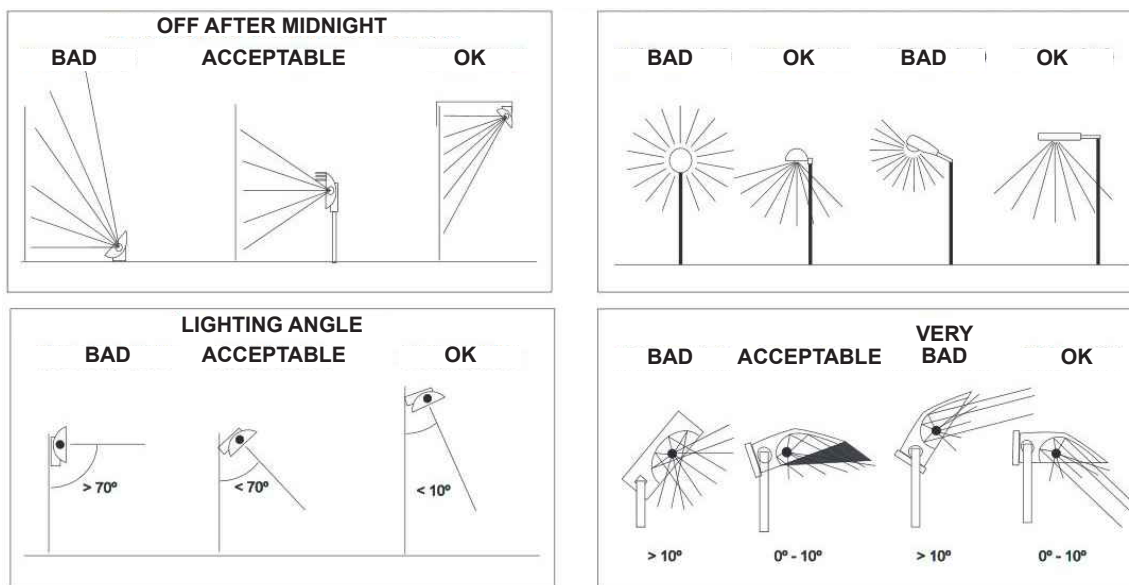 OFF AFTER MIDNIGHT
BAD ACCEPTABLE OK
BAD OK BAD OK
LIGHTING ANGLE
BAD ACCEPTABLE OK
> 70º < 70º < 10º
VERY
BAD ACCEPTABLE BAD OK
> 10º 0º - 10º > 10º 0º - 10º